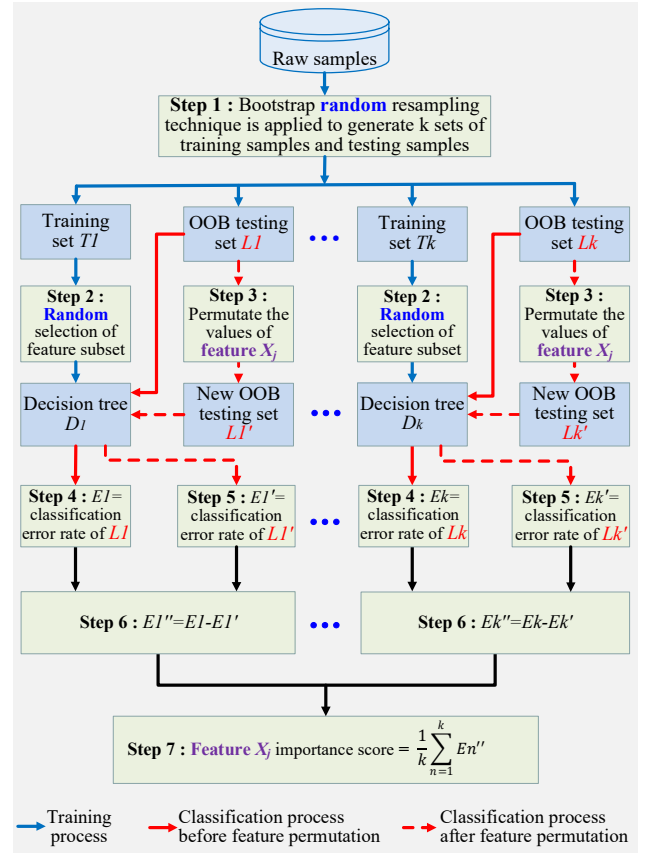 Raw samples
Step 1 : Bootstrap random resampling
technique is applied to generate k sets of
training samples and testing samples
Training
set T1
OOB testing
set L1
Training
set Tk
OOB testing
set Lk
Step 2 :
Random
selection of
feature subset
Step 3 :
Permutate the
values of
feature Xj
Step 2 :
Random
selection of
feature subset
Step 3 :
Permutate the
values of
feature Xj
Decision tree
D1
New OOB
testing set
L1'
Decision tree
Dk
New OOB
testing set
Lk'
Step 4 : E1=
classification
error rate of L1
Step 5 : E1'=
classification
error rate of L1'
Step 4 : Ek=
classification
error rate of Lk
Step 5 : Ek'=
classification
error rate of Lk'
Step 6 : E1''=E1-E1'
Step 6 : Ek''=Ek-Ek'
Step 7 : Feature Xj importance score = 1/k ∑_{n=1}^{k} En''
Training
process
Classification process
before feature permutation
Classification process
after feature permutation